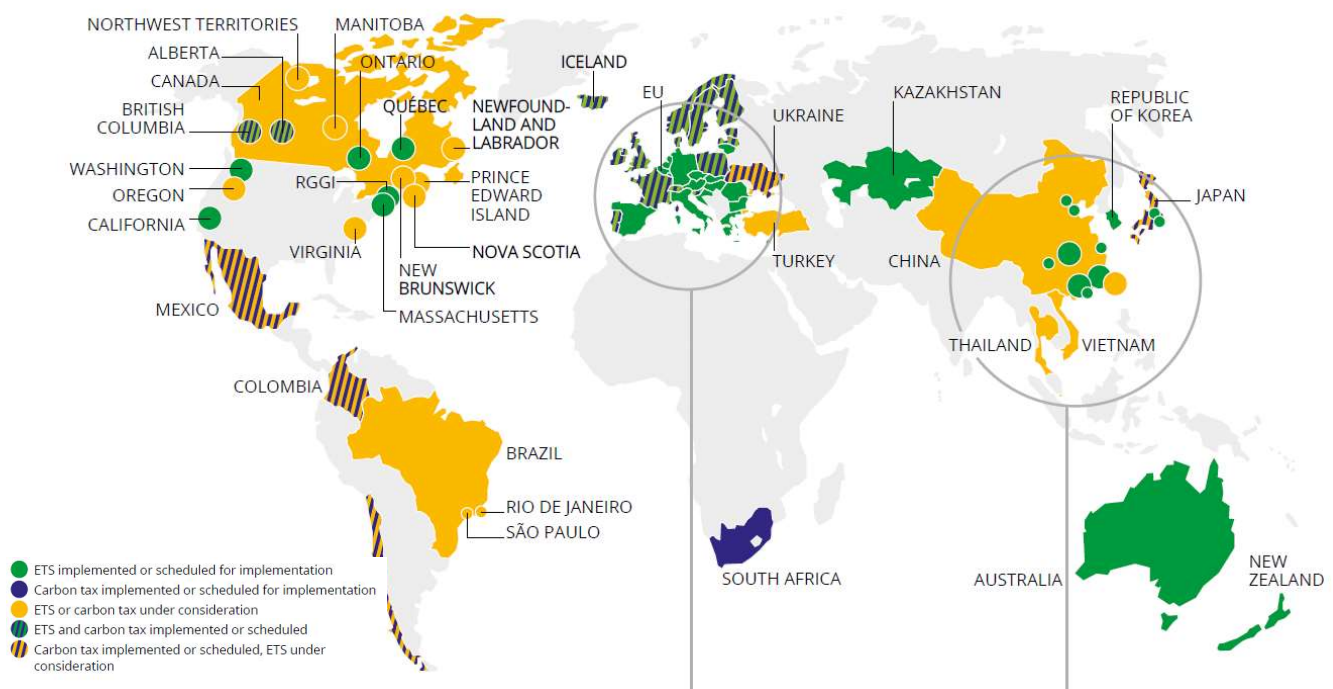 NORTHWEST TERRITORIES
MANITOBA
ALBERTA
CANADA
ONTARIO
BRITISH
COLUMBIA
QUÉBEC
NEWFOUND-
LAND AND
LABRADOR
WASHINGTON
OREGON
CALIFORNIA
RGGI
PRINCE
EDWARD
ISLAND
VIRGINIA
NOVA SCOTIA
NEW
BRUNSWICK
MASSACHUSETTS
MEXICO
COLOMBIA
BRAZIL
RIO DE JANEIRO
SÃO PAULO
ICELAND
EU
UKRAINE
TURKEY
KAZAKHSTAN
REPUBLIC
OF KOREA
JAPAN
CHINA
THAILAND
VIETNAM
SOUTH AFRICA
AUSTRALIA
NEW
ZEALAND
ETS implemented or scheduled for implementation
Carbon tax implemented or scheduled for implementation
ETS or carbon tax under consideration
ETS and carbon tax implemented or scheduled
Carbon tax implemented or scheduled, ETS under
consideration